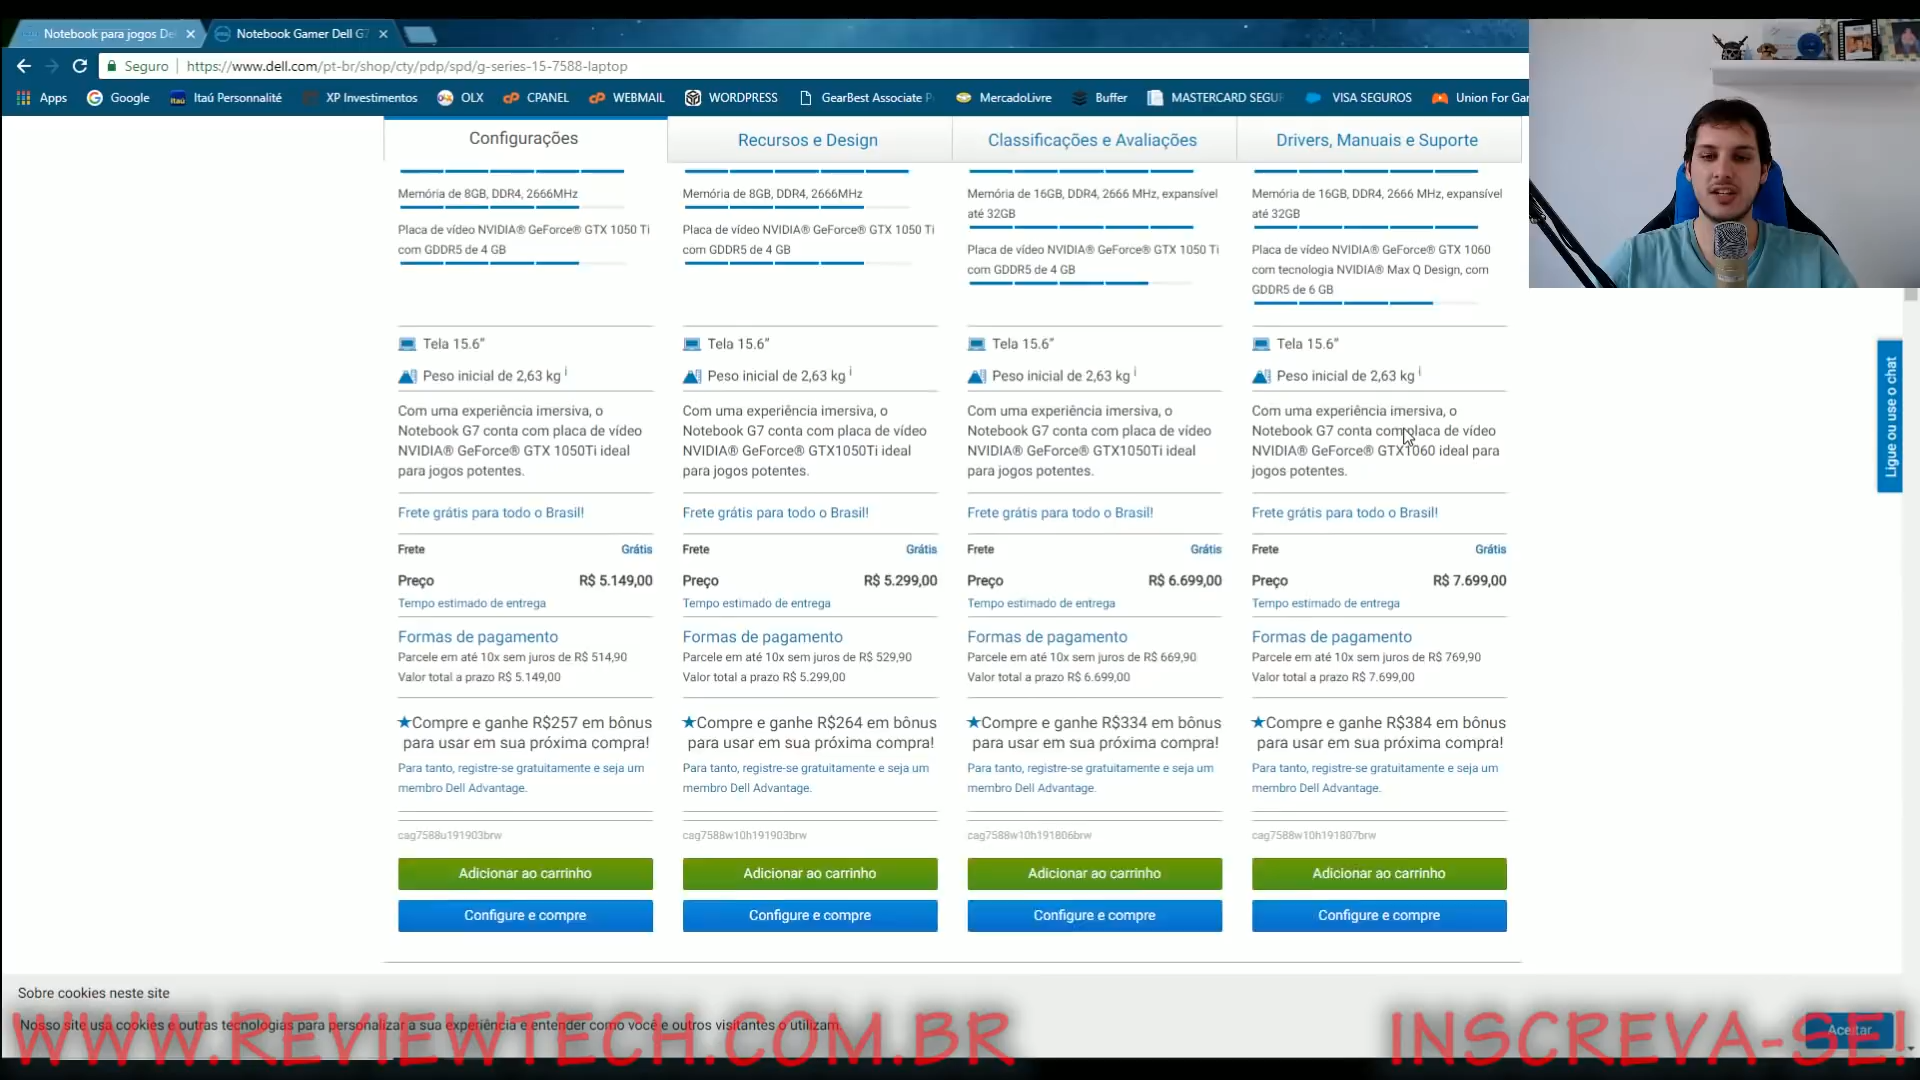 Notebook para jogos De
Notebook Gamer Dell G7
Seguro
https://www.dell.com/pt-br/shop/cty/pdp/spd/g-series-15-7588-laptop
Apps
Google
Itaú Personnalité
XP Investimentos
OLX
CPANEL
WEBMAIL
WORDPRESS
GearBest Associate P
MercadoLivre
Buffer
MASTERCARD SEGUR
VISA SEGUROS
Union For Gar
Configurações
Recursos e Design
Classificações e Avaliações
Drivers, Manuais e Suporte
Memória de 8GB, DDR4, 2666MHz
Placa de vídeo NVIDIA® GeForce® GTX 1050 Ti
com GDDR5 de 4 GB
Tela 15.6”
Peso inicial de 2,63 kg i
Com uma experiência imersiva, o
Notebook G7 conta com placa de vídeo
NVIDIA® GeForce® GTX 1050Ti ideal
para jogos potentes.
Frete grátis para todo o Brasil!
Frete Grátis
Preço R$ 5.149,00
Tempo estimado de entrega
Formas de pagamento
Parcele em até 10x sem juros de R$ 514,90
Valor total a prazo R$ 5.149,00
★Compre e ganhe R$257 em bônus
para usar em sua próxima compra!
Para tanto, registre-se gratuitamente e seja um
membro Dell Advantage.
cag7588u191903brw
Adicionar ao carrinho
Configure e compre
Memória de 8GB, DDR4, 2666MHz
Placa de vídeo NVIDIA® GeForce® GTX 1050 Ti
com GDDR5 de 4 GB
Tela 15.6”
Peso inicial de 2,63 kg i
Com uma experiência imersiva, o
Notebook G7 conta com placa de vídeo
NVIDIA® GeForce® GTX1050Ti ideal
para jogos potentes.
Frete grátis para todo o Brasil!
Frete Grátis
Preço R$ 5.299,00
Tempo estimado de entrega
Formas de pagamento
Parcele em até 10x sem juros de R$ 529,90
Valor total a prazo R$ 5.299,00
★Compre e ganhe R$264 em bônus
para usar em sua próxima compra!
Para tanto, registre-se gratuitamente e seja um
membro Dell Advantage.
cag7588w10h191903brw
Adicionar ao carrinho
Configure e compre
Memória de 16GB, DDR4, 2666 MHz, expansível
até 32GB
Placa de vídeo NVIDIA® GeForce® GTX 1050 Ti
com GDDR5 de 4 GB
Tela 15.6”
Peso inicial de 2,63 kg i
Com uma experiência imersiva, o
Notebook G7 conta com placa de vídeo
NVIDIA® GeForce® GTX1050Ti ideal
para jogos potentes.
Frete grátis para todo o Brasil!
Frete Grátis
Preço R$ 6.699,00
Tempo estimado de entrega
Formas de pagamento
Parcele em até 10x sem juros de R$ 669,90
Valor total a prazo R$ 6.699,00
★Compre e ganhe R$334 em bônus
para usar em sua próxima compra!
Para tanto, registre-se gratuitamente e seja um
membro Dell Advantage.
cag7588w10h191806brw
Adicionar ao carrinho
Configure e compre
Memória de 16GB, DDR4, 2666 MHz, expansível
até 32GB
Placa de vídeo NVIDIA® GeForce® GTX 1060
com tecnologia NVIDIA® Max Q Design, com
GDDR5 de 6 GB
Tela 15.6”
Peso inicial de 2,63 kg i
Com uma experiência imersiva, o
Notebook G7 conta com placa de vídeo
NVIDIA® GeForce® GTX1060 ideal para
jogos potentes.
Frete grátis para todo o Brasil!
Frete Grátis
Preço R$ 7.699,00
Tempo estimado de entrega
Formas de pagamento
Parcele em até 10x sem juros de R$ 769,90
Valor total a prazo R$ 7.699,00
★Compre e ganhe R$384 em bônus
para usar em sua próxima compra!
Para tanto, registre-se gratuitamente e seja um
membro Dell Advantage.
cag7588w10h191807brw
Adicionar ao carrinho
Configure e compre
Ligue ou use o chat
Sobre cookies neste site
Nosso site usa cookies e outras tecnologias para personalizar a sua experiência e entender como você e outros visitantes o utilizam.
Aceitar
WWW.REVIEWTECH.COM.BR
INSCREVA-SE!